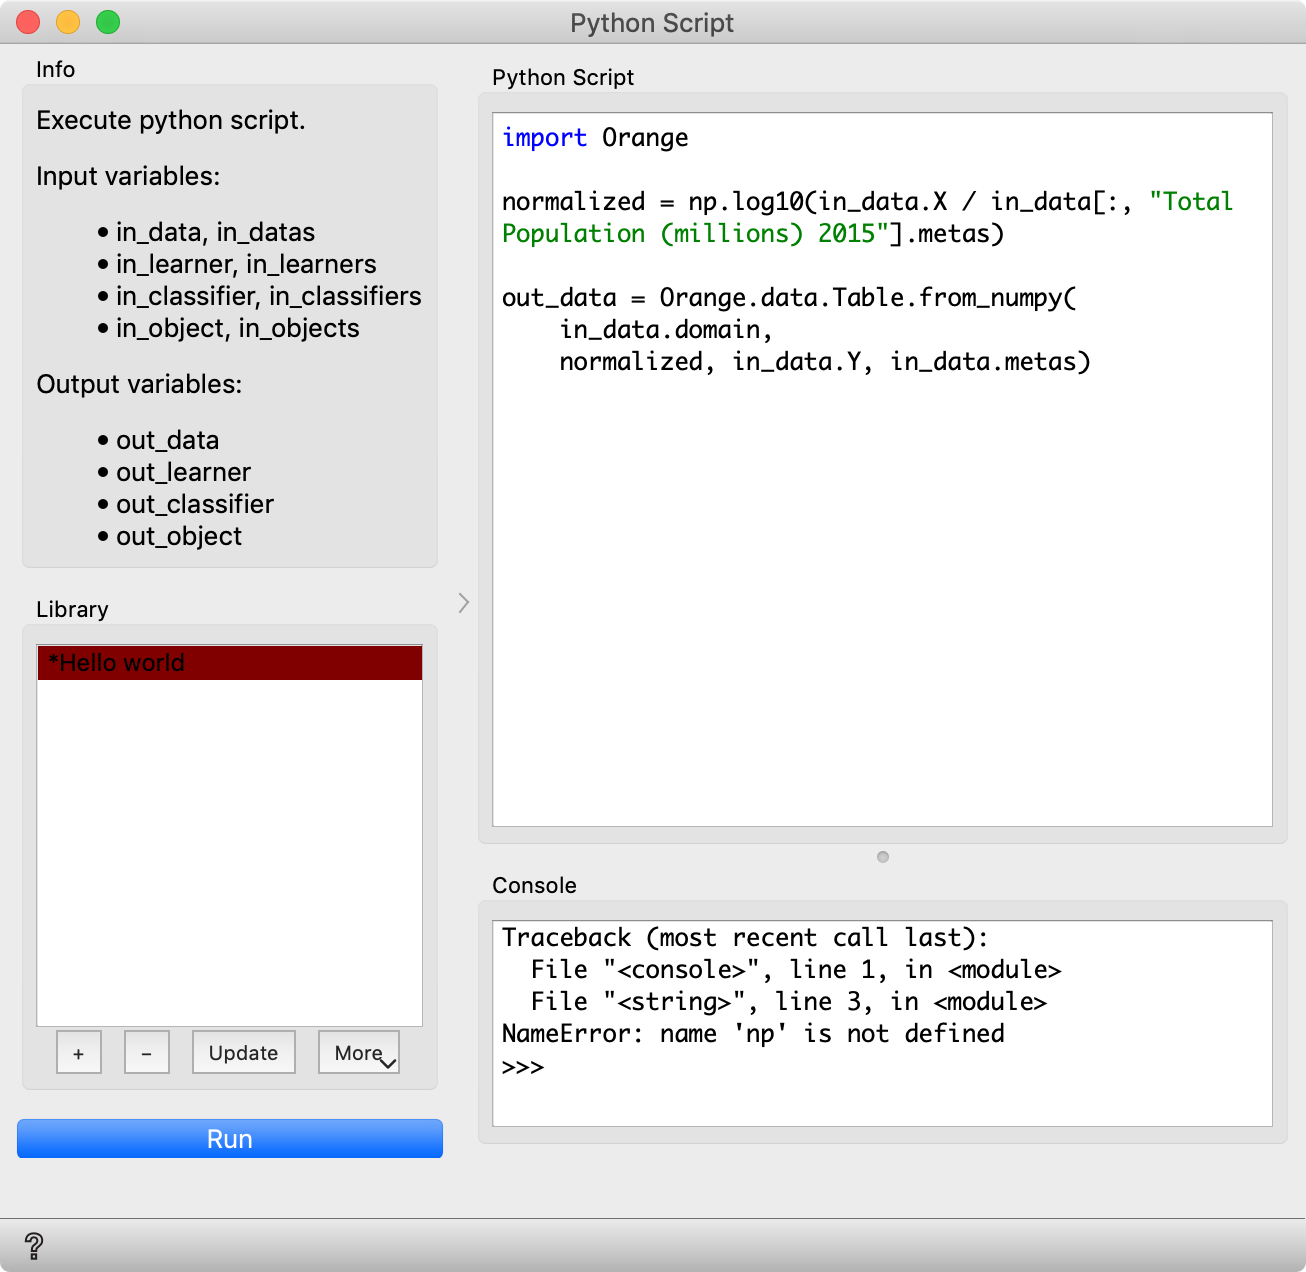 Python Script
Info
Execute python script.
Input variables:
• in_data, in_datas
• in_learner, in_learners
• in_classifier, in_classifiers
• in_object, in_objects
Output variables:
• out_data
• out_learner
• out_classifier
• out_object
Library
*Hello world
+ - Update More
Run
Python Script
import Orange
normalized = np.log10(in_data.X / in_data[:, "Total
Population (millions) 2015"].metas)
out_data = Orange.data.Table.from_numpy(
    in_data.domain,
    normalized, in_data.Y, in_data.metas)
Console
Traceback (most recent call last):
  File "<console>", line 1, in <module>
  File "<string>", line 3, in <module>
NameError: name 'np' is not defined
>>>
?